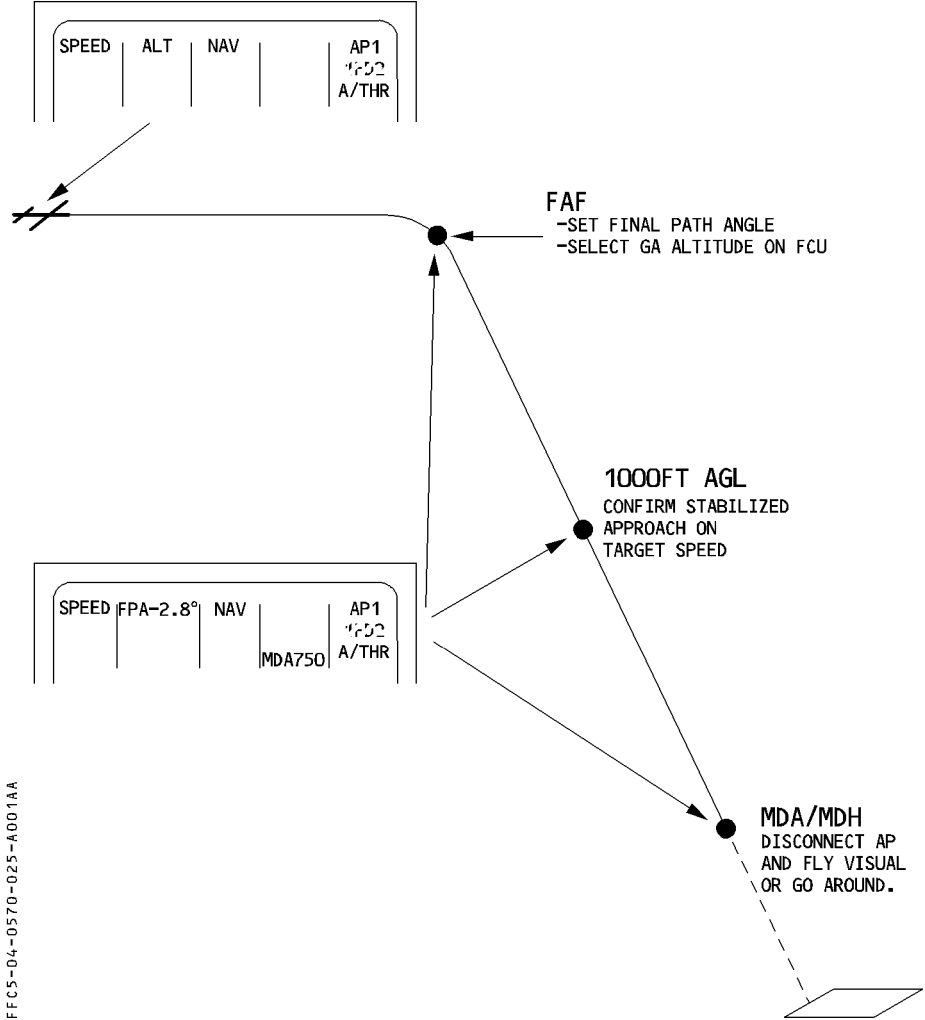 SPEED ALT NAV AP1
A/THR
FAF
-SET FINAL PATH ANGLE
-SELECT GA ALTITUDE ON FCU
1000FT AGL
CONFIRM STABILIZED
APPROACH ON
TARGET SPEED
SPEED FPA-2.8° NAV AP1
MDA750 A/THR
MDA/MDH
DISCONNECT AP
AND FLY VISUAL
OR GO AROUND.
FFC5-04-0570-025-A001AA